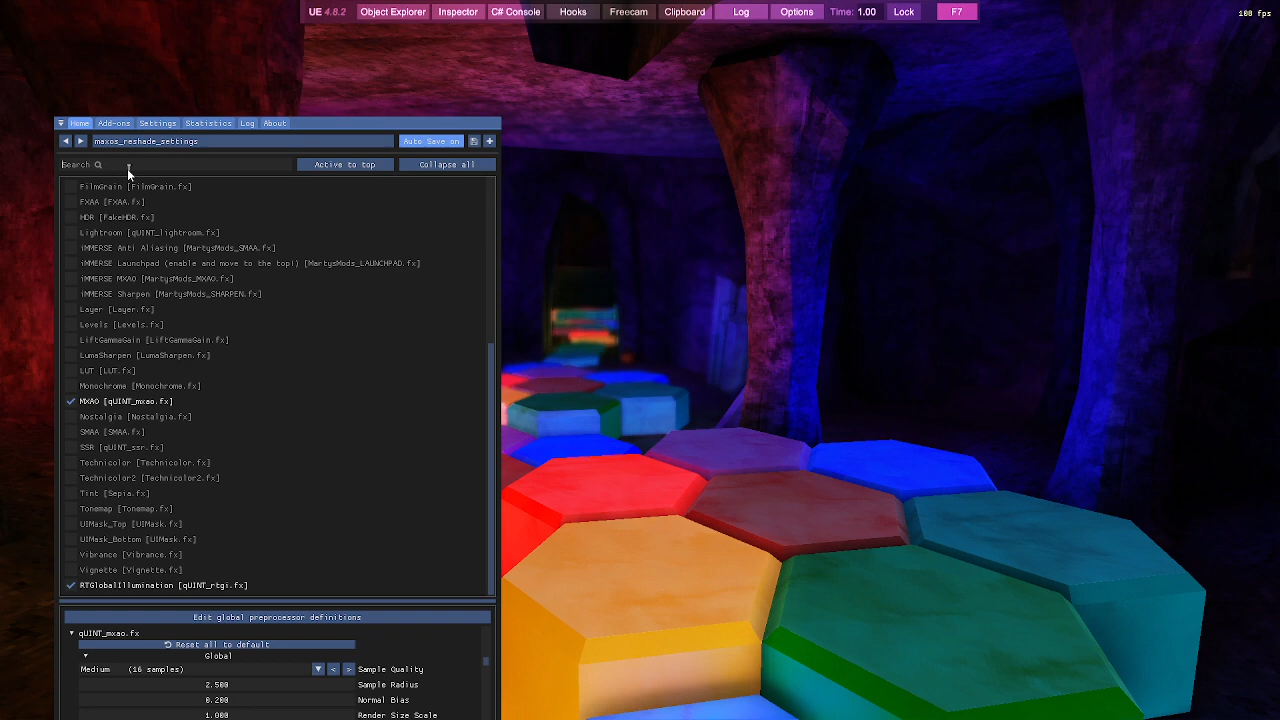 UE 4.8.2 Object Explorer Inspector C# Console Hooks Freecam Clipboard Log Options Time: 1.00 Lock F7
100 fps
Home Add-ons Settings Statistics Log About
maxos_reshade_settings Auto Save on
Search Active to top Collapse all
FilmGrain [FilmGrain.fx]
FXAA [FXAA.fx]
HDR [FakeHDR.fx]
Lightroom [qUINT_lightroom.fx]
iMMERSE Anti Aliasing [MartysMods_SMAA.fx]
iMMERSE Launchpad (enable and move to the top!) [MartysMods_LAUNCHPAD.fx]
iMMERSE MXAO [MartysMods_MXAO.fx]
iMMERSE Sharpen [MartysMods_SHARPEN.fx]
Layer [Layer.fx]
Levels [Levels.fx]
LiftGammaGain [LiftGammaGain.fx]
LumaSharpen [LumaSharpen.fx]
LUT [LUT.fx]
Monochrome [Monochrome.fx]
MXAO [qUINT_mxao.fx]
Nostalgia [Nostalgia.fx]
SMAA [SMAA.fx]
SSR [qUINT_ssr.fx]
Technicolor [Technicolor.fx]
Technicolor2 [Technicolor2.fx]
Tint [Sepia.fx]
Tonemap [Tonemap.fx]
UIMask_Top [UIMask.fx]
UIMask_Bottom [UIMask.fx]
Vibrance [Vibrance.fx]
Vignette [Vignette.fx]
RTGlobalIllumination [qUINT_rtgi.fx]
Edit global preprocessor definitions
qUINT_mxao.fx
Reset all to default
Global
Medium (16 samples) < > Sample Quality
2.500 Sample Radius
0.200 Normal Bias
1.000 Render Size Scale